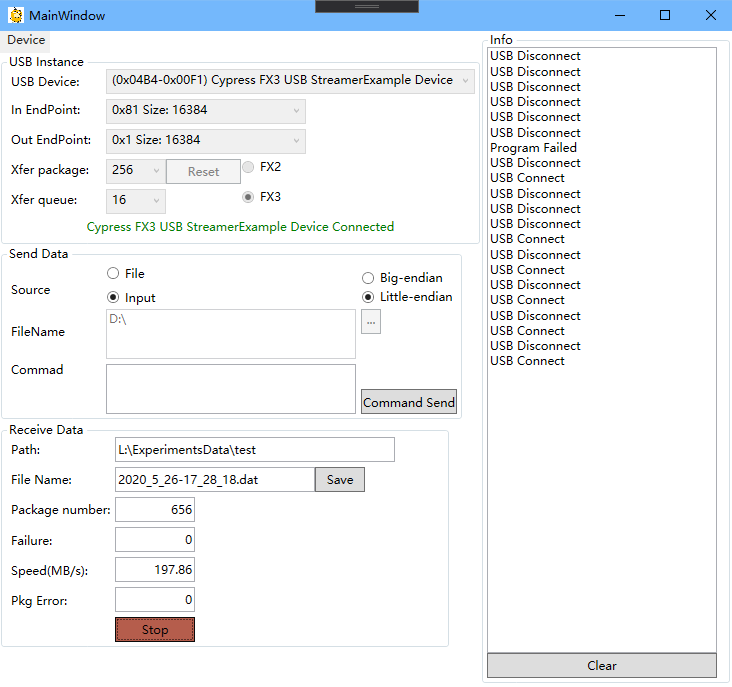 MainWindow
Device
USB Instance
USB Device: (0x04B4-0x00F1) Cypress FX3 USB StreamerExample Device
In EndPoint: 0x81 Size: 16384
Out EndPoint: 0x1 Size: 16384
Xfer package: 256 Reset FX2
Xfer queue: 16 FX3
Cypress FX3 USB StreamerExample Device Connected
Send Data
Source
File
Input
Big-endian
Little-endian
FileName D:\ ...
Commad
Command Send
Receive Data
Path: L:\ExperimentsData\test
File Name: 2020_5_26-17_28_18.dat Save
Package number: 656
Failure: 0
Speed(MB/s): 197.86
Pkg Error: 0
Stop
Info
USB Disconnect
USB Disconnect
USB Disconnect
USB Disconnect
USB Disconnect
USB Disconnect
Program Failed
USB Disconnect
USB Connect
USB Disconnect
USB Disconnect
USB Disconnect
USB Connect
USB Disconnect
USB Connect
USB Disconnect
USB Connect
USB Disconnect
USB Connect
USB Disconnect
USB Connect
Clear